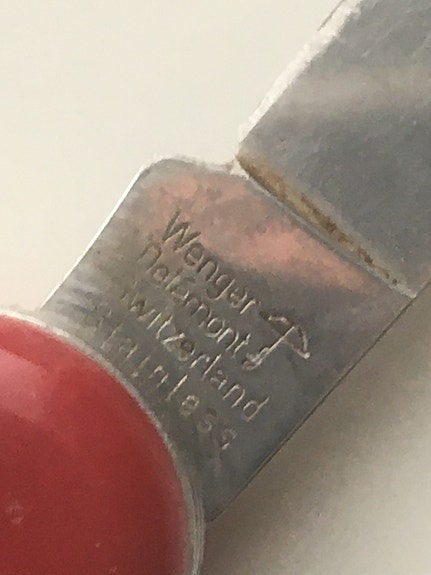 Wenger
Delémont
Switzerland
Stainless